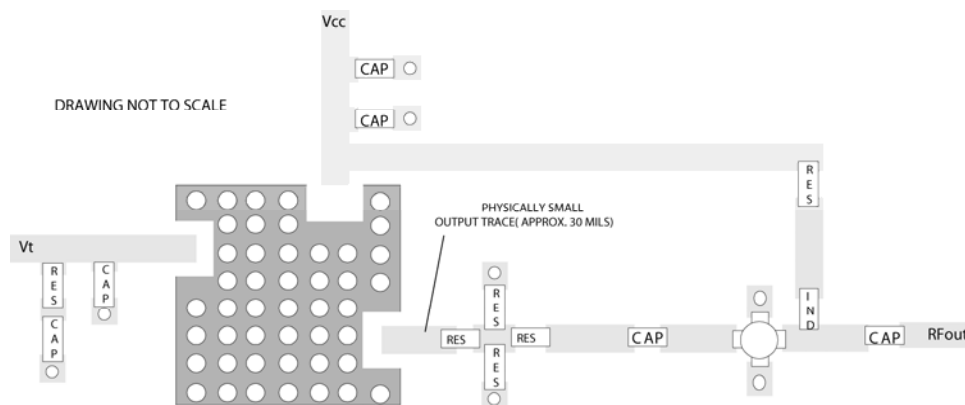 Vcc
CAP
DRAWING NOT TO SCALE
CAP
RES
PHYSICALLY SMALL
OUTPUT TRACE( APPROX. 30 MILS)
Vt
RES
CAP
CAP
RES
IND
RES
RES
CAP
CAP
RFout
RES